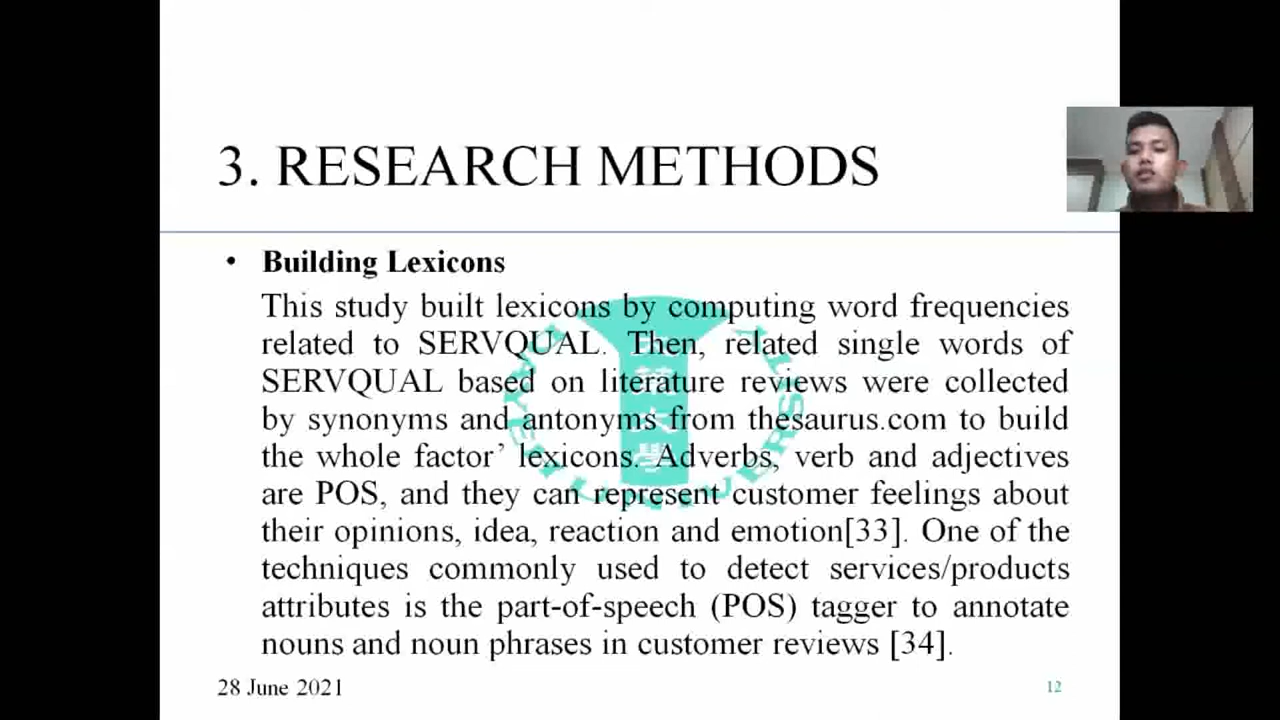 3. RESEARCH METHODS
• Building Lexicons
This study built lexicons by computing word frequencies
related to SERVQUAL. Then, related single words of
SERVQUAL based on literature reviews were collected
by synonyms and antonyms from thesaurus.com to build
the whole factor’ lexicons. Adverbs, verb and adjectives
are POS, and they can represent customer feelings about
their opinions, idea, reaction and emotion[33]. One of the
techniques commonly used to detect services/products
attributes is the part-of-speech (POS) tagger to annotate
nouns and noun phrases in customer reviews [34].
28 June 2021
12